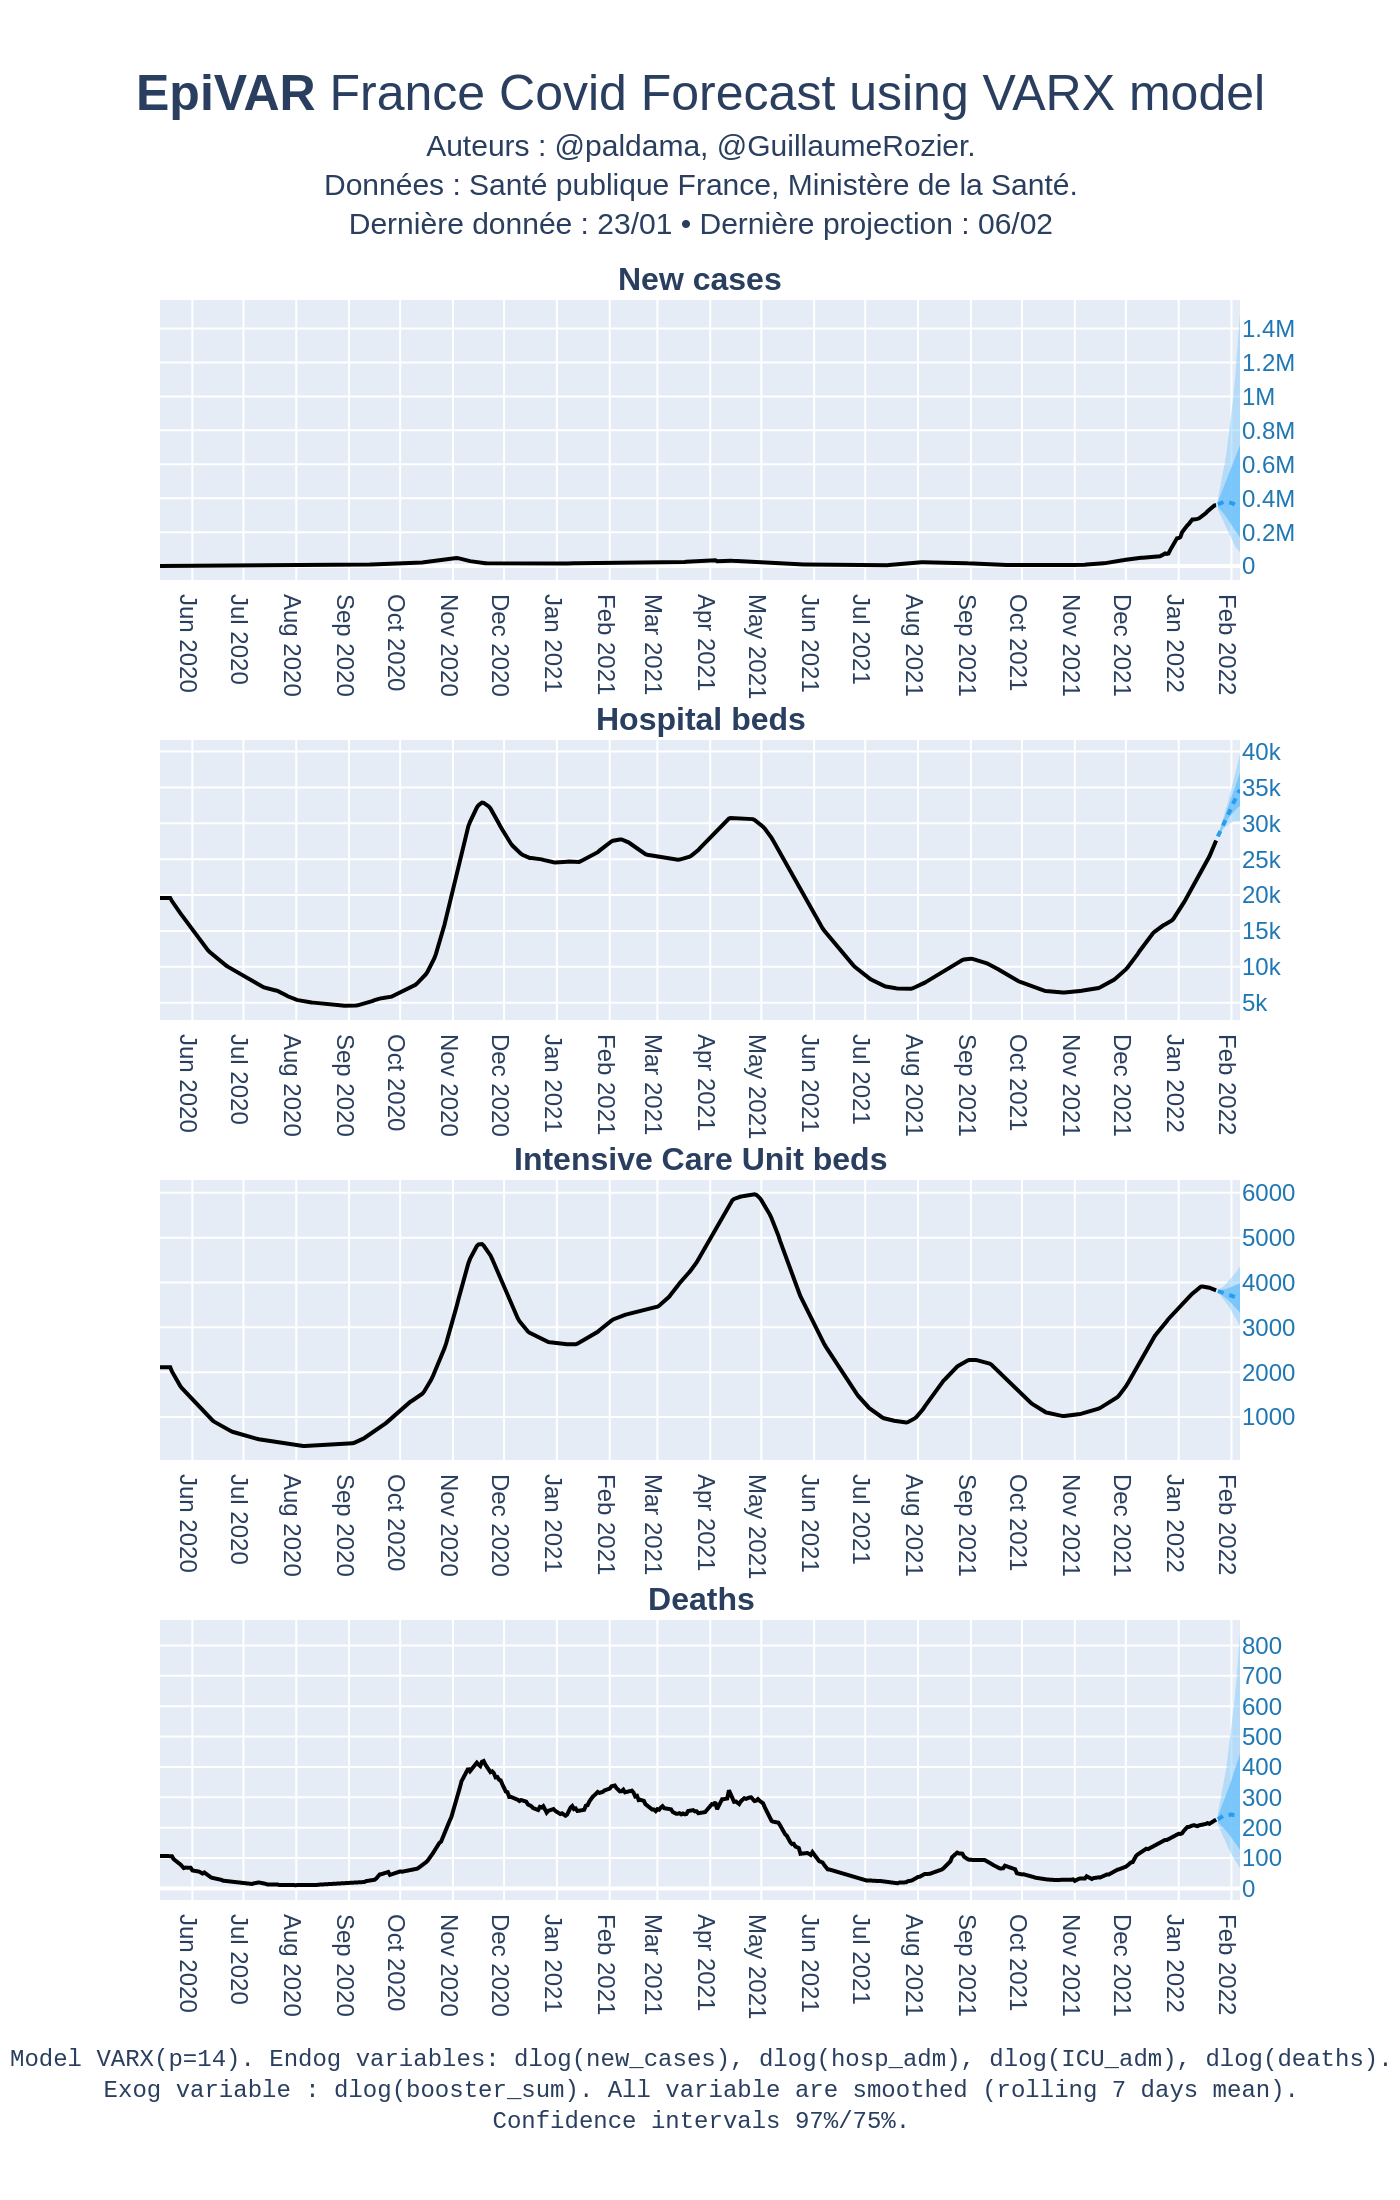 EpiVAR France Covid Forecast using VARX model
Auteurs : @paldama, @GuillaumeRozier.
Données : Santé publique France, Ministère de la Santé.
Dernière donnée : 23/01 • Dernière projection : 06/02
New cases
1.4M
1.2M
1M
0.8M
0.6M
0.4M
0.2M
0
Jun 2020
Jul 2020
Aug 2020
Sep 2020
Oct 2020
Nov 2020
Dec 2020
Jan 2021
Feb 2021
Mar 2021
Apr 2021
May 2021
Jun 2021
Jul 2021
Aug 2021
Sep 2021
Oct 2021
Nov 2021
Dec 2021
Jan 2022
Feb 2022
Hospital beds
40k
35k
30k
25k
20k
15k
10k
5k
Jun 2020
Jul 2020
Aug 2020
Sep 2020
Oct 2020
Nov 2020
Dec 2020
Jan 2021
Feb 2021
Mar 2021
Apr 2021
May 2021
Jun 2021
Jul 2021
Aug 2021
Sep 2021
Oct 2021
Nov 2021
Dec 2021
Jan 2022
Feb 2022
Intensive Care Unit beds
6000
5000
4000
3000
2000
1000
Jun 2020
Jul 2020
Aug 2020
Sep 2020
Oct 2020
Nov 2020
Dec 2020
Jan 2021
Feb 2021
Mar 2021
Apr 2021
May 2021
Jun 2021
Jul 2021
Aug 2021
Sep 2021
Oct 2021
Nov 2021
Dec 2021
Jan 2022
Feb 2022
Deaths
800
700
600
500
400
300
200
100
0
Jun 2020
Jul 2020
Aug 2020
Sep 2020
Oct 2020
Nov 2020
Dec 2020
Jan 2021
Feb 2021
Mar 2021
Apr 2021
May 2021
Jun 2021
Jul 2021
Aug 2021
Sep 2021
Oct 2021
Nov 2021
Dec 2021
Jan 2022
Feb 2022
Model VARX(p=14). Endog variables: dlog(new_cases), dlog(hosp_adm), dlog(ICU_adm), dlog(deaths).
Exog variable : dlog(booster_sum). All variable are smoothed (rolling 7 days mean).
Confidence intervals 97%/75%.